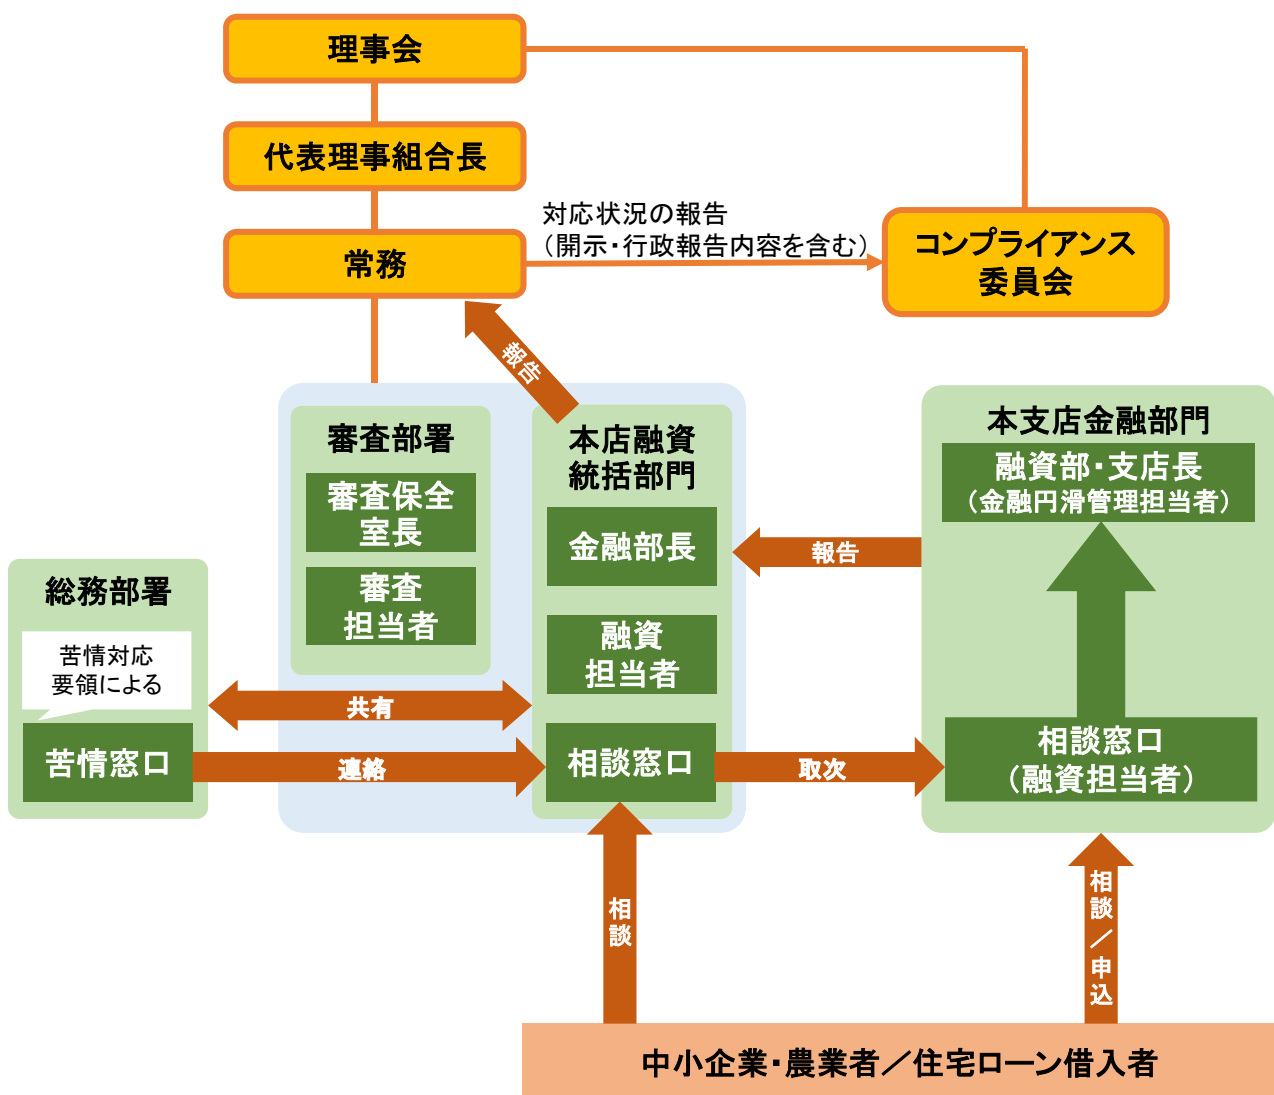 理事会
代表理事組合長
常務
対応状況の報告
（開示・行政報告内容を含む）
コンプライアンス
委員会
報告
審査部署
審査保全
室長
審査
担当者
本店融資
統括部門
金融部長
融資
担当者
相談窓口
報告
本支店金融部門
融資部・支店長
（金融円滑管理担当者）
相談窓口
（融資担当者）
総務部署
苦情対応
要領による
苦情窓口
共有
連絡
取次
相談
相談／申込
中小企業・農業者／住宅ローン借入者